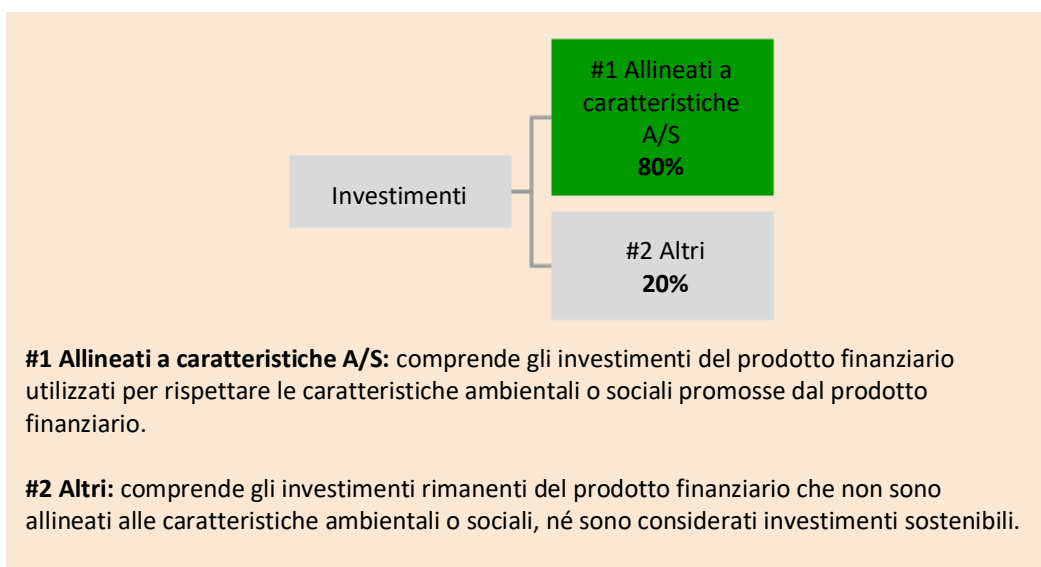 #1 Allineati a
caratteristiche
A/S
80%
Investimenti
#2 Altri
20%
#1 Allineati a caratteristiche A/S: comprende gli investimenti del prodotto finanziario
utilizzati per rispettare le caratteristiche ambientali o sociali promosse dal prodotto
finanziario.
#2 Altri: comprende gli investimenti rimanenti del prodotto finanziario che non sono
allineati alle caratteristiche ambientali o sociali, né sono considerati investimenti sostenibili.